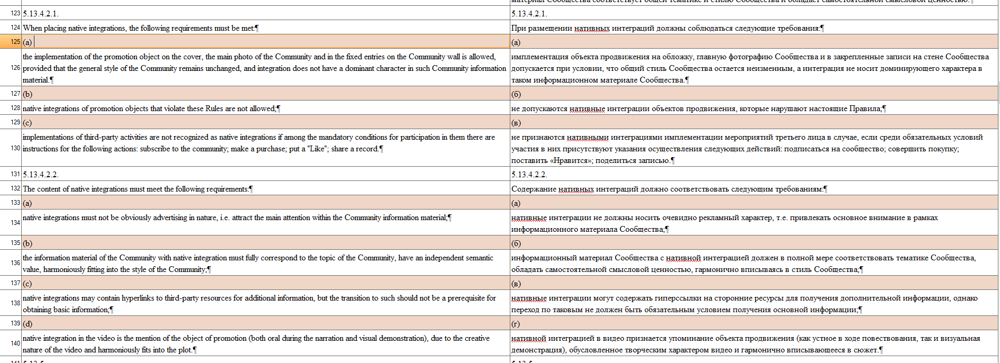 материал Сообщества соответствует общей тематике и стилю Сообщества и обладает самостоятельной смысловой ценностью.¶
123 5.13.4.2.1. 5.13.4.2.1.
124 When placing native integrations, the following requirements must be met:¶ При размещении нативных интеграций должны соблюдаться следующие требования:¶
125 (a) (а)
the implementation of the promotion object on the cover, the main photo of the Community and in the fixed entries on the Community wall is allowed, имплементация объекта продвижения на обложку, главную фотографию Сообщества и в закрепленные записи на стене Сообщества
126 provided that the general style of the Community remains unchanged, and integration does not have a dominant character in such Community information допускается при условии, что общий стиль Сообщества остается неизменным, а интеграция не носит доминирующего характера в
material.¶ таком информационном материале Сообщества.¶
127 (b) (б)
128 native integrations of promotion objects that violate these Rules are not allowed;¶ не допускаются нативные интеграции объектов продвижения, которые нарушают настоящие Правила;¶
129 (c) (в)
implementations of third-party activities are not recognized as native integrations if among the mandatory conditions for participation in them there are не признаются нативными интеграциями имплементации мероприятий третьего лица в случае, если среди обязательных условий
130 instructions for the following actions: subscribe to the community; make a purchase; put a "Like"; share a record.¶ участия в них присутствуют указания осуществления следующих действий: подписаться на сообщество; совершить покупку;
поставить «Нравится»; поделиться записью.¶
131 5.13.4.2.2. 5.13.4.2.2.
132 The content of native integrations must meet the following requirements:¶ Содержание нативных интеграций должно соответствовать следующим требованиям:¶
133 (a) (а)
134 native integrations must not be obviously advertising in nature, i.e. attract the main attention within the Community information material;¶ нативные интеграции не должны носить очевидно рекламный характер, т.е. привлекать основное внимание в рамках
информационного материала Сообщества;¶
135 (b) (б)
136 the information material of the Community with native integration must fully correspond to the topic of the Community, have an independent semantic информационный материал Сообщества с нативной интеграцией должен в полной мере соответствовать тематике Сообщества,
value, harmoniously fitting into the style of the Community;¶ обладать самостоятельной смысловой ценностью, гармонично вписываясь в стиль Сообщества;¶
137 (c) (в)
138 native integrations may contain hyperlinks to third-party resources for additional information, but the transition to such should not be a prerequisite for нативные интеграции могут содержать гиперссылки на сторонние ресурсы для получения дополнительной информации, однако
obtaining basic information;¶ переход по таковым не должен быть обязательным условием получения основной информации;¶
139 (d) (г)
140 native integration in the video is the mention of the object of promotion (both oral during the narration and visual demonstration), due to the creative нативной интеграцией в видео признается упоминание объекта продвижения (как устное в ходе повествования, так и визуальная
nature of the video and harmoniously fits into the plot.¶ демонстрация), обусловленное творческим характером видео и гармонично вписывающееся в сюжет.¶
141 5.13.5. 5.13.5.